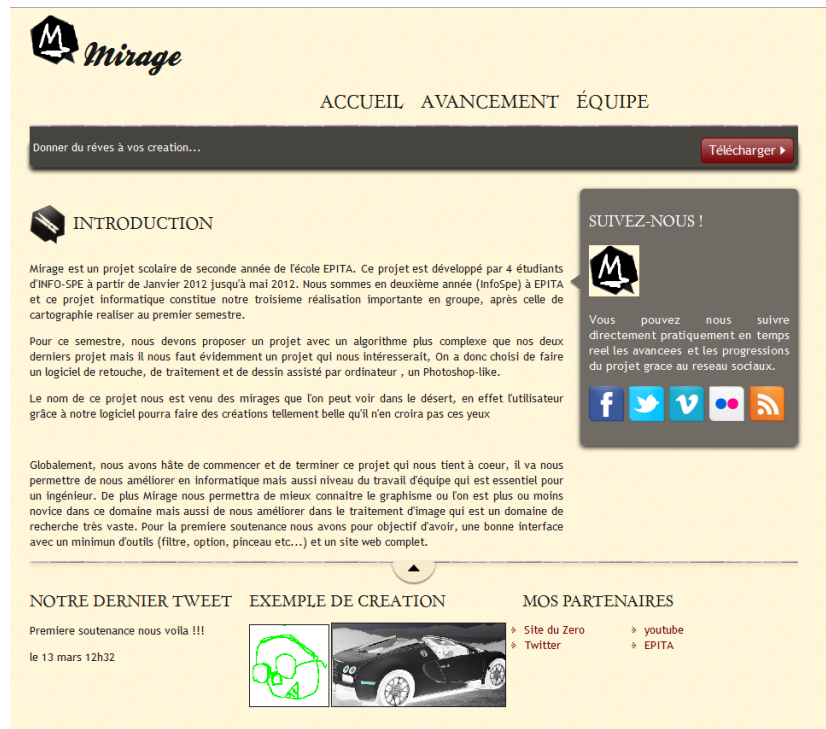 Mirage
ACCUEIL AVANCEMENT ÉQUIPE
Donner du réves à vos creation...
Télécharger
INTRODUCTION
Mirage est un projet scolaire de seconde année de l'école EPITA. Ce projet est développé par 4 étudiants
d'INFO-SPE à partir de Janvier 2012 jusqu'à mai 2012. Nous sommes en deuxième année (InfoSpe) à EPITA
et ce projet informatique constitue notre troisieme réalisation importante en groupe, après celle de
cartographie realiser au premier semestre.
Pour ce semestre, nous devons proposer un projet avec un algorithme plus complexe que nos deux
derniers projet mais il nous faut évidemment un projet qui nous intéresserait, On a donc choisi de faire
un logiciel de retouche, de traitement et de dessin assisté par ordinateur , un Photoshop-like.
Le nom de ce projet nous est venu des mirages que l'on peut voir dans le désert, en effet l'utilisateur
grâce à notre logiciel pourra faire des créations tellement belle qu'il n'en croira pas ces yeux
Globalement, nous avons hâte de commencer et de terminer ce projet qui nous tient à coeur, il va nous
permettre de nous améliorer en informatique mais aussi niveau du travail d'équipe qui est essentiel pour
un ingénieur. De plus Mirage nous permettra de mieux connaitre le graphisme ou l'on est plus ou moins
novice dans ce domaine mais aussi de nous améliorer dans le traitement d'image qui est un domaine de
recherche très vaste. Pour la premiere soutenance nous avons pour objectif d'avoir, une bonne interface
avec un minimun d'outils (filtre, option, pinceau etc...) et un site web complet.
SUIVEZ-NOUS !
Vous pouvez nous suivre
directement pratiquement en temps
reel les avancees et les progressions
du projet grace au reseau sociaux.
NOTRE DERNIER TWEET
Premiere soutenance nous voila !!!
le 13 mars 12h32
EXEMPLE DE CREATION
MOS PARTENAIRES
Site du Zero
Twitter
youtube
EPITA